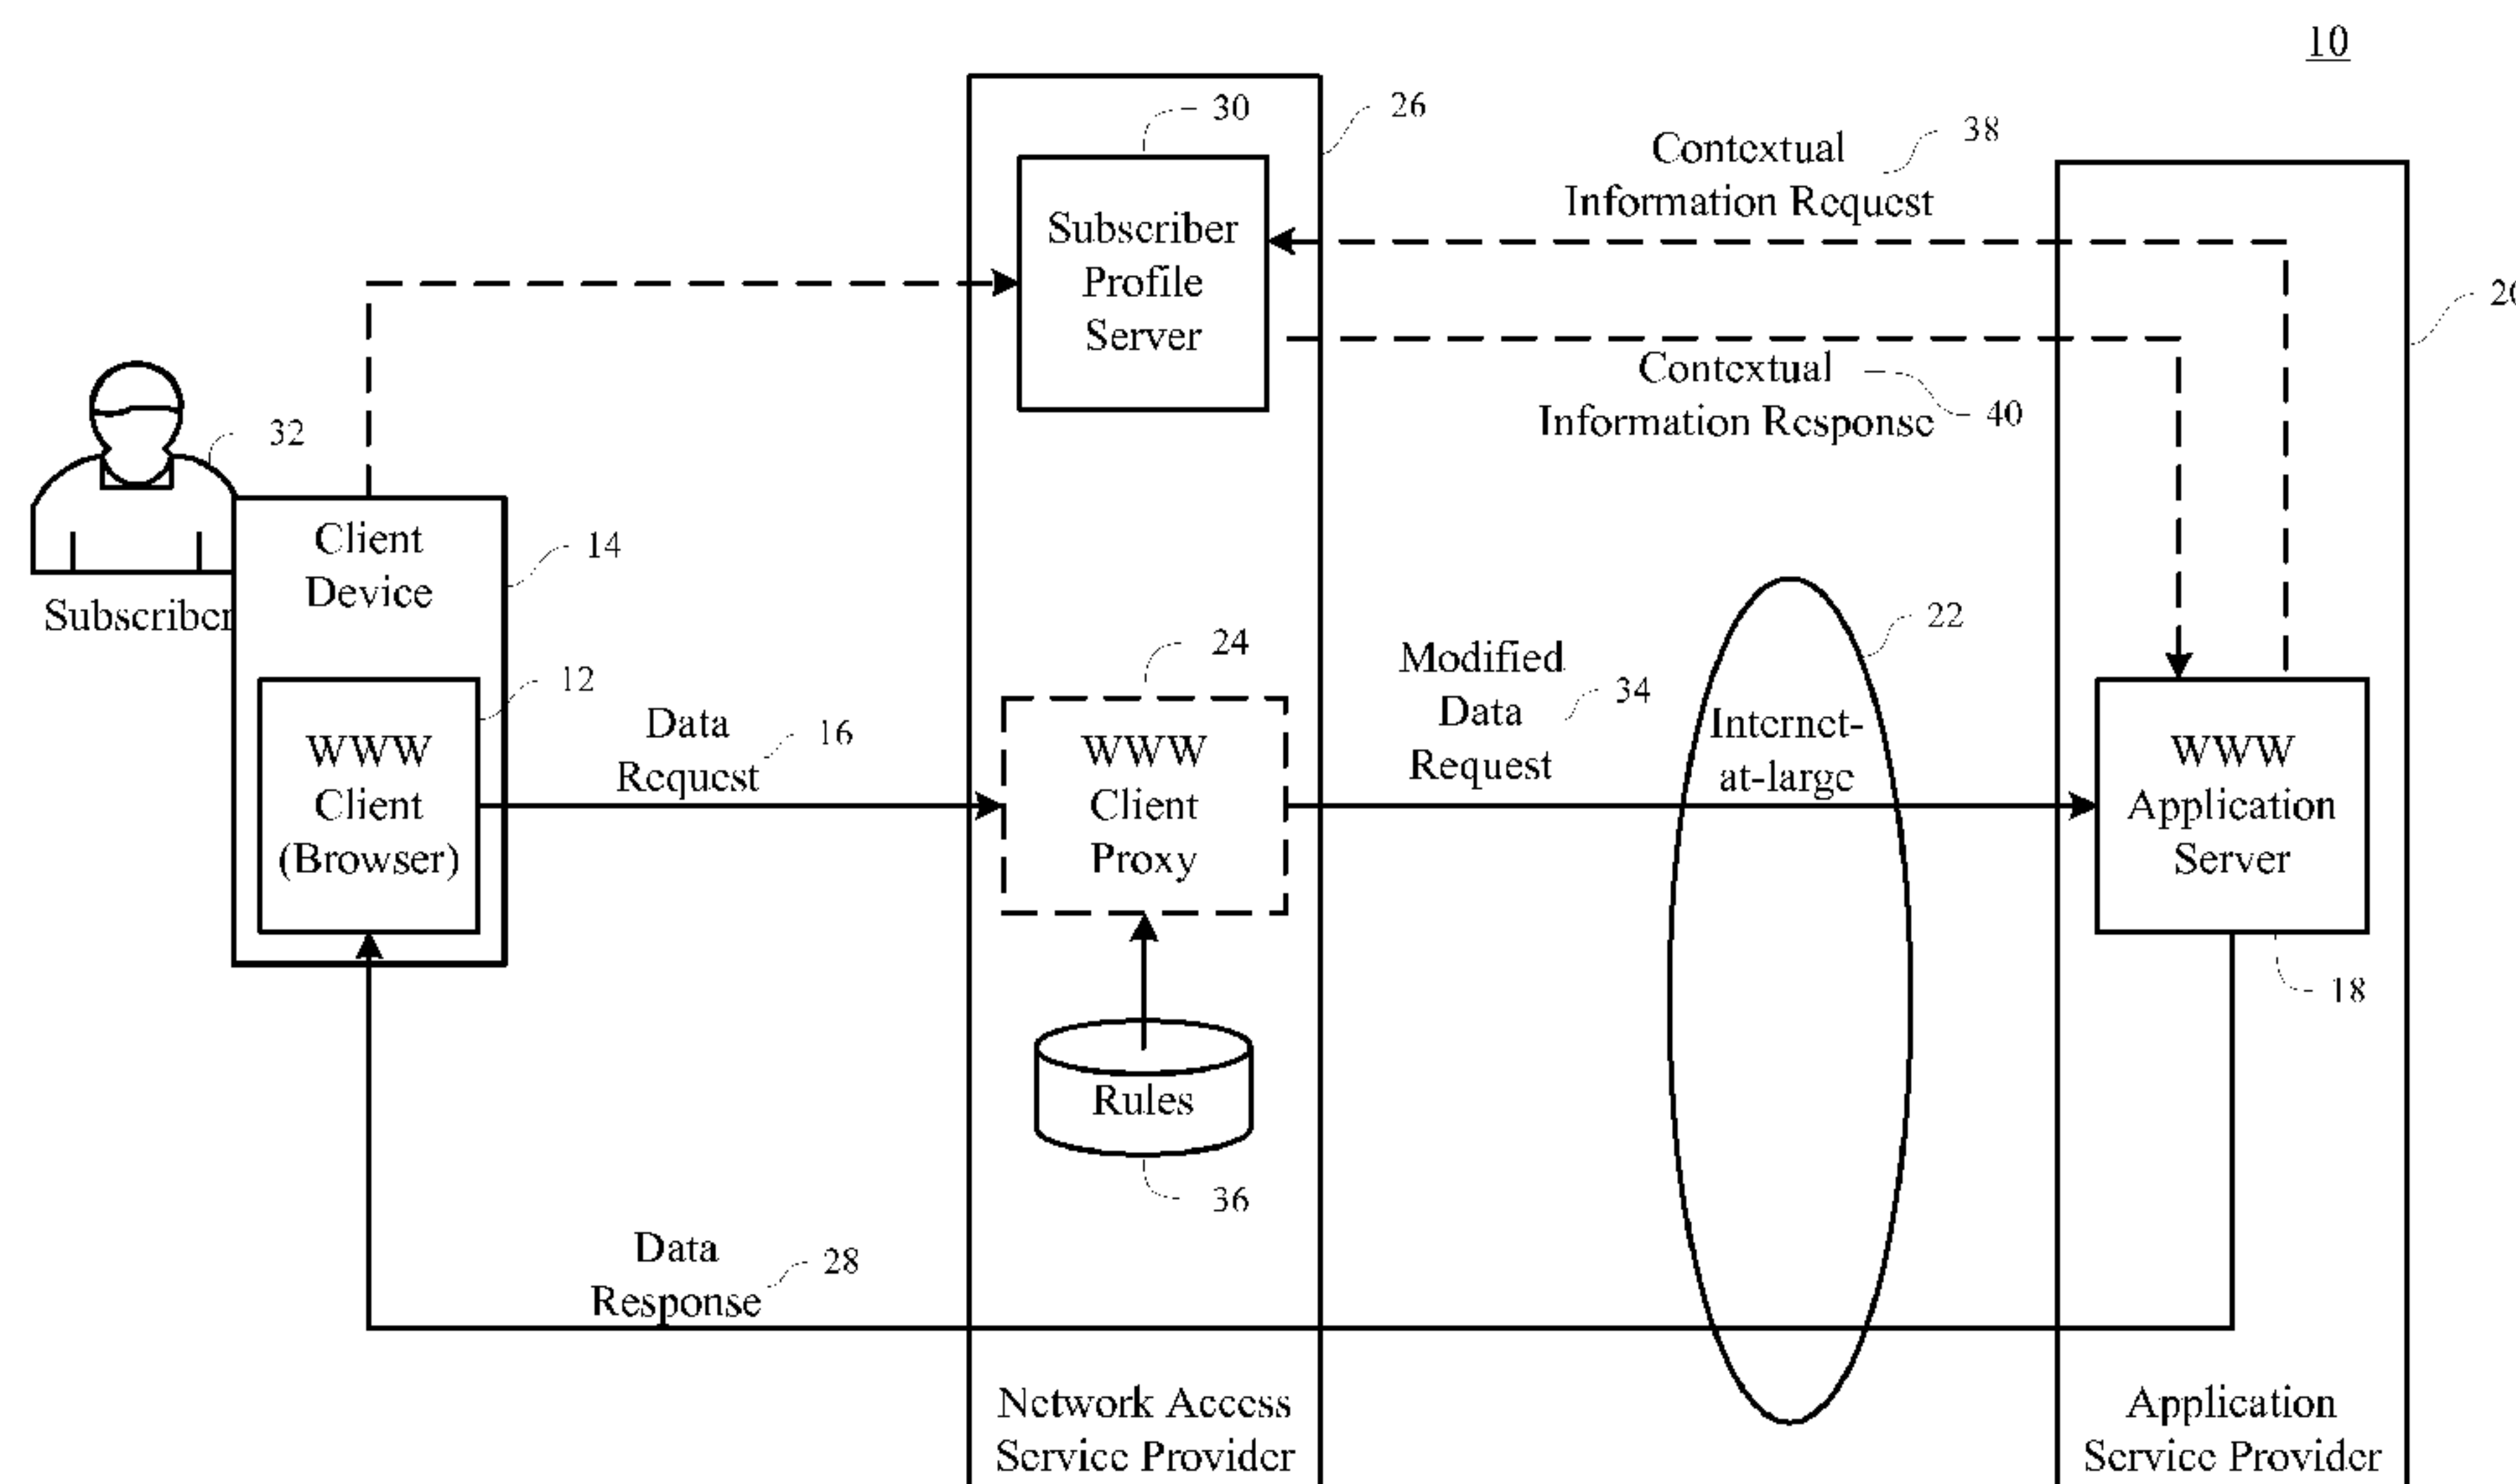 10
30
26
Contextual
Information Request
38
Subscriber
Profile
Server
Contextual
Information Response
40
32
Subscriber
Client
Device
14
12
WWW
Client
(Browser)
Data
Request
16
24
WWW
Client
Proxy
Modified
Data
Request
34
22
Internet-
at-large
WWW
Application
Server
18
Rules
36
Data
Response
28
Network Access
Service Provider
Application
Service Provider